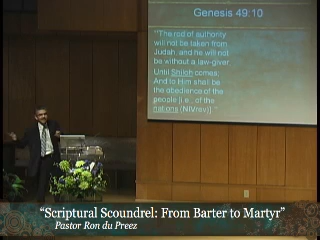 Genesis 49:10
"The rod of authority
will not be taken from
Judah, and he will not
be without a law-giver
Until Shiloh comes;
And to Him shall be
the obedience of the
people [i.e., of the
nations (NIVrev)]."
"Scriptural Scoundrel: From Barter to Martyr"
Pastor Ron du Preez